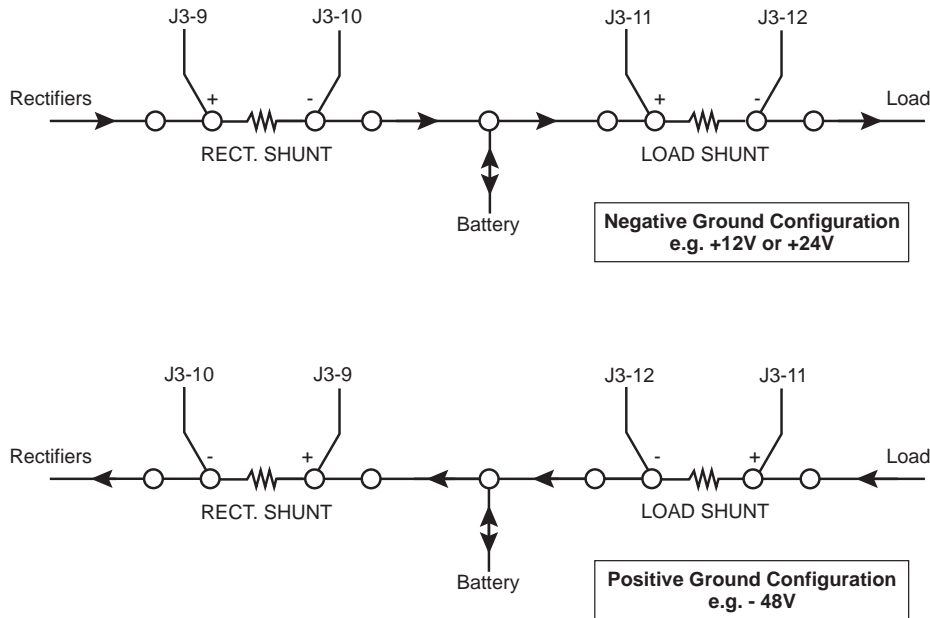 J3-9 J3-10 J3-11 J3-12
Rectifiers + - + - Load
RECT. SHUNT LOAD SHUNT
Battery
Negative Ground Configuration
e.g. +12V or +24V
J3-10 J3-9 J3-12 J3-11
Rectifiers - + - + Load
RECT. SHUNT LOAD SHUNT
Battery
Positive Ground Configuration
e.g. - 48V